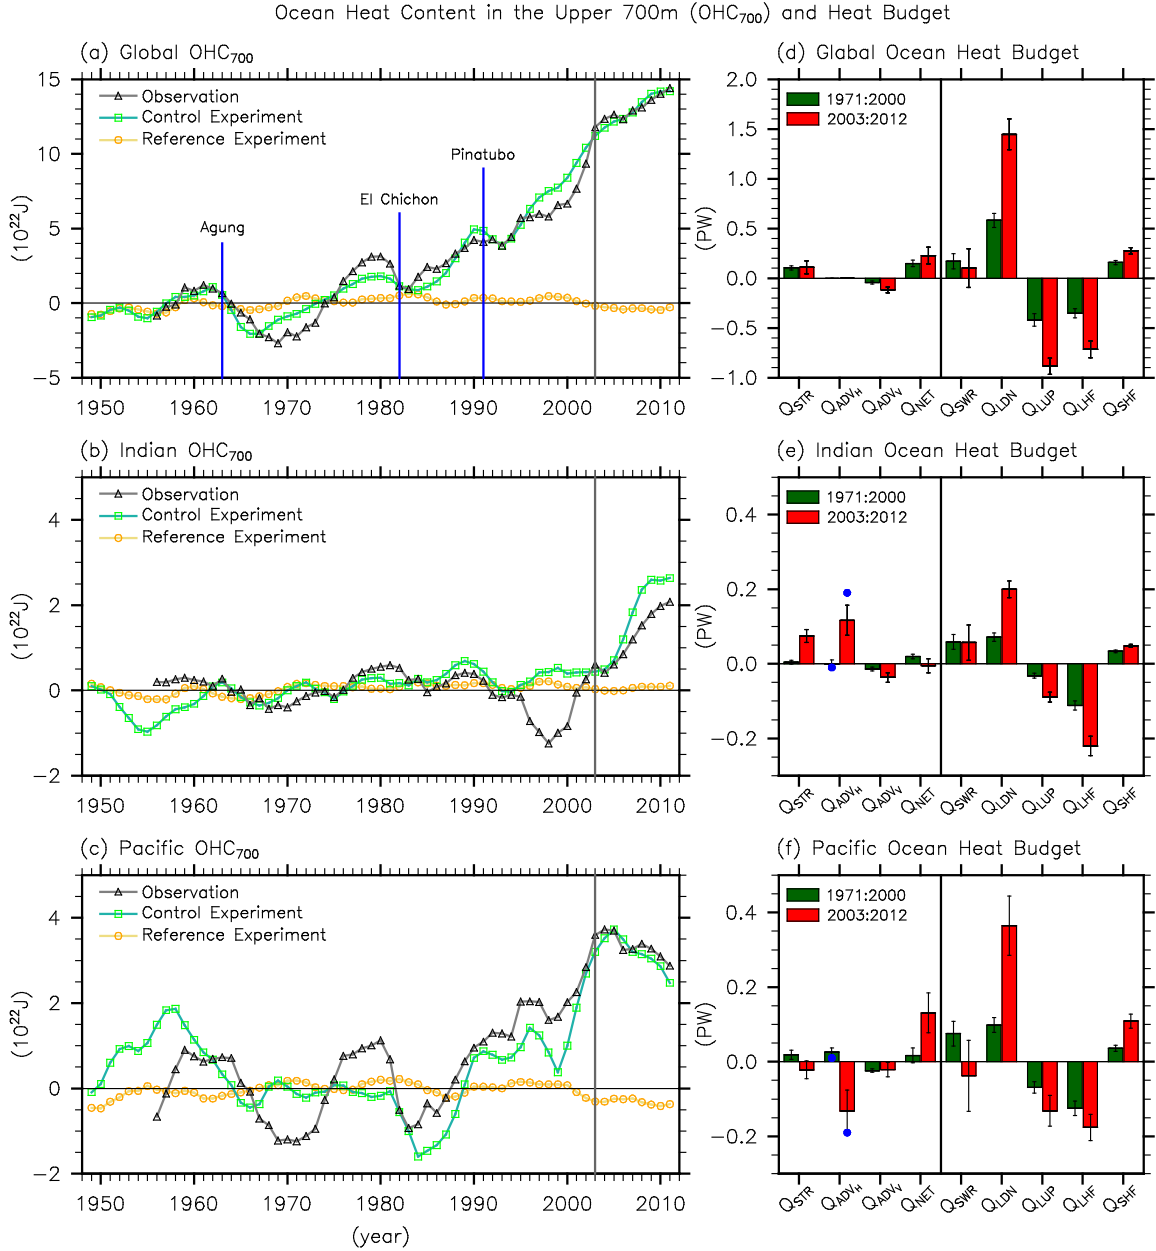 Ocean Heat Content in the Upper 700m (OHC700) and Heat Budget
(a) Global OHC700
15
10
5
0
−5
(10^22J)
Observation
Control Experiment
Reference Experiment
Agung
El Chichon
Pinatubo
1950 1960 1970 1980 1990 2000 2010
(d) Glabal Ocean Heat Budget
2.0
1.5
1.0
0.5
0.0
−0.5
−1.0
(PW)
1971:2000
2003:2012
QSTR QADVH QADVV QNET QSWR QLDN QLUP QLHF QSHF
(b) Indian OHC700
4
2
0
−2
(10^22J)
Observation
Control Experiment
Reference Experiment
1950 1960 1970 1980 1990 2000 2010
(e) Indian Ocean Heat Budget
0.4
0.2
0.0
−0.2
(PW)
1971:2000
2003:2012
QSTR QADVH QADVV QNET QSWR QLDN QLUP QLHF QSHF
(c) Pacific OHC700
4
2
0
−2
(10^22J)
Observation
Control Experiment
Reference Experiment
1950 1960 1970 1980 1990 2000 2010
(year)
(f) Pacific Ocean Heat Budget
0.4
0.2
0.0
−0.2
(PW)
1971:2000
2003:2012
QSTR QADVH QADVV QNET QSWR QLDN QLUP QLHF QSHF